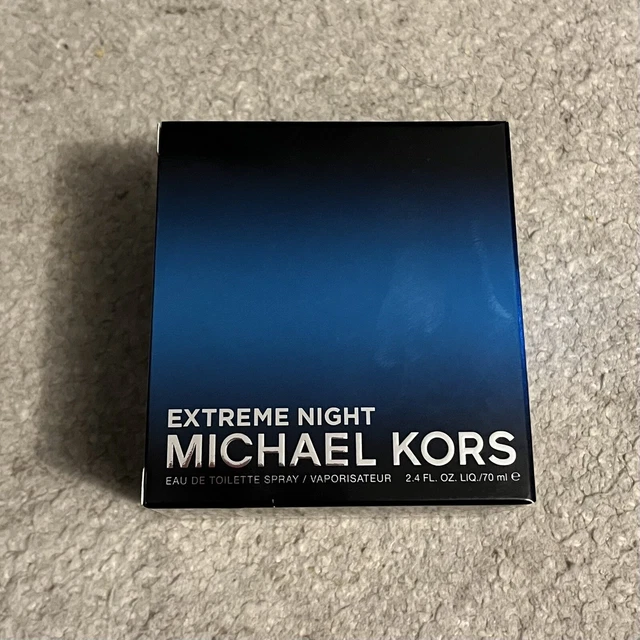 EXTREME NIGHT
MICHAEL KORS
EAU DE TOILETTE SPRAY / VAPORISATEUR 2.4 FL. OZ. LIQ./70 ml ℮